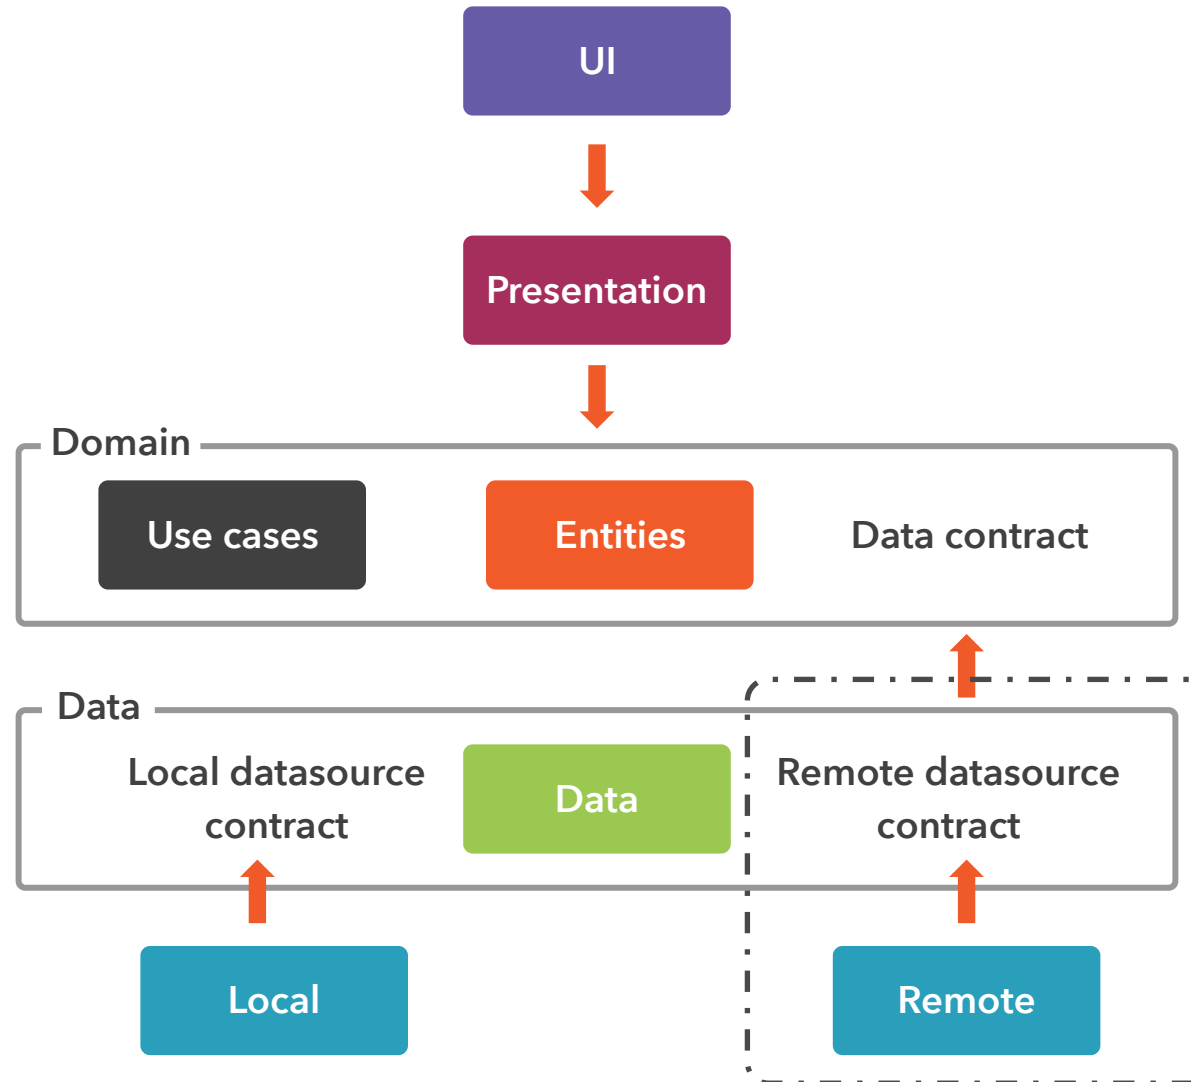 UI
Presentation
Domain
Use cases
Entities
Data contract
Data
Local datasource
contract
Data
Remote datasource
contract
Local
Remote